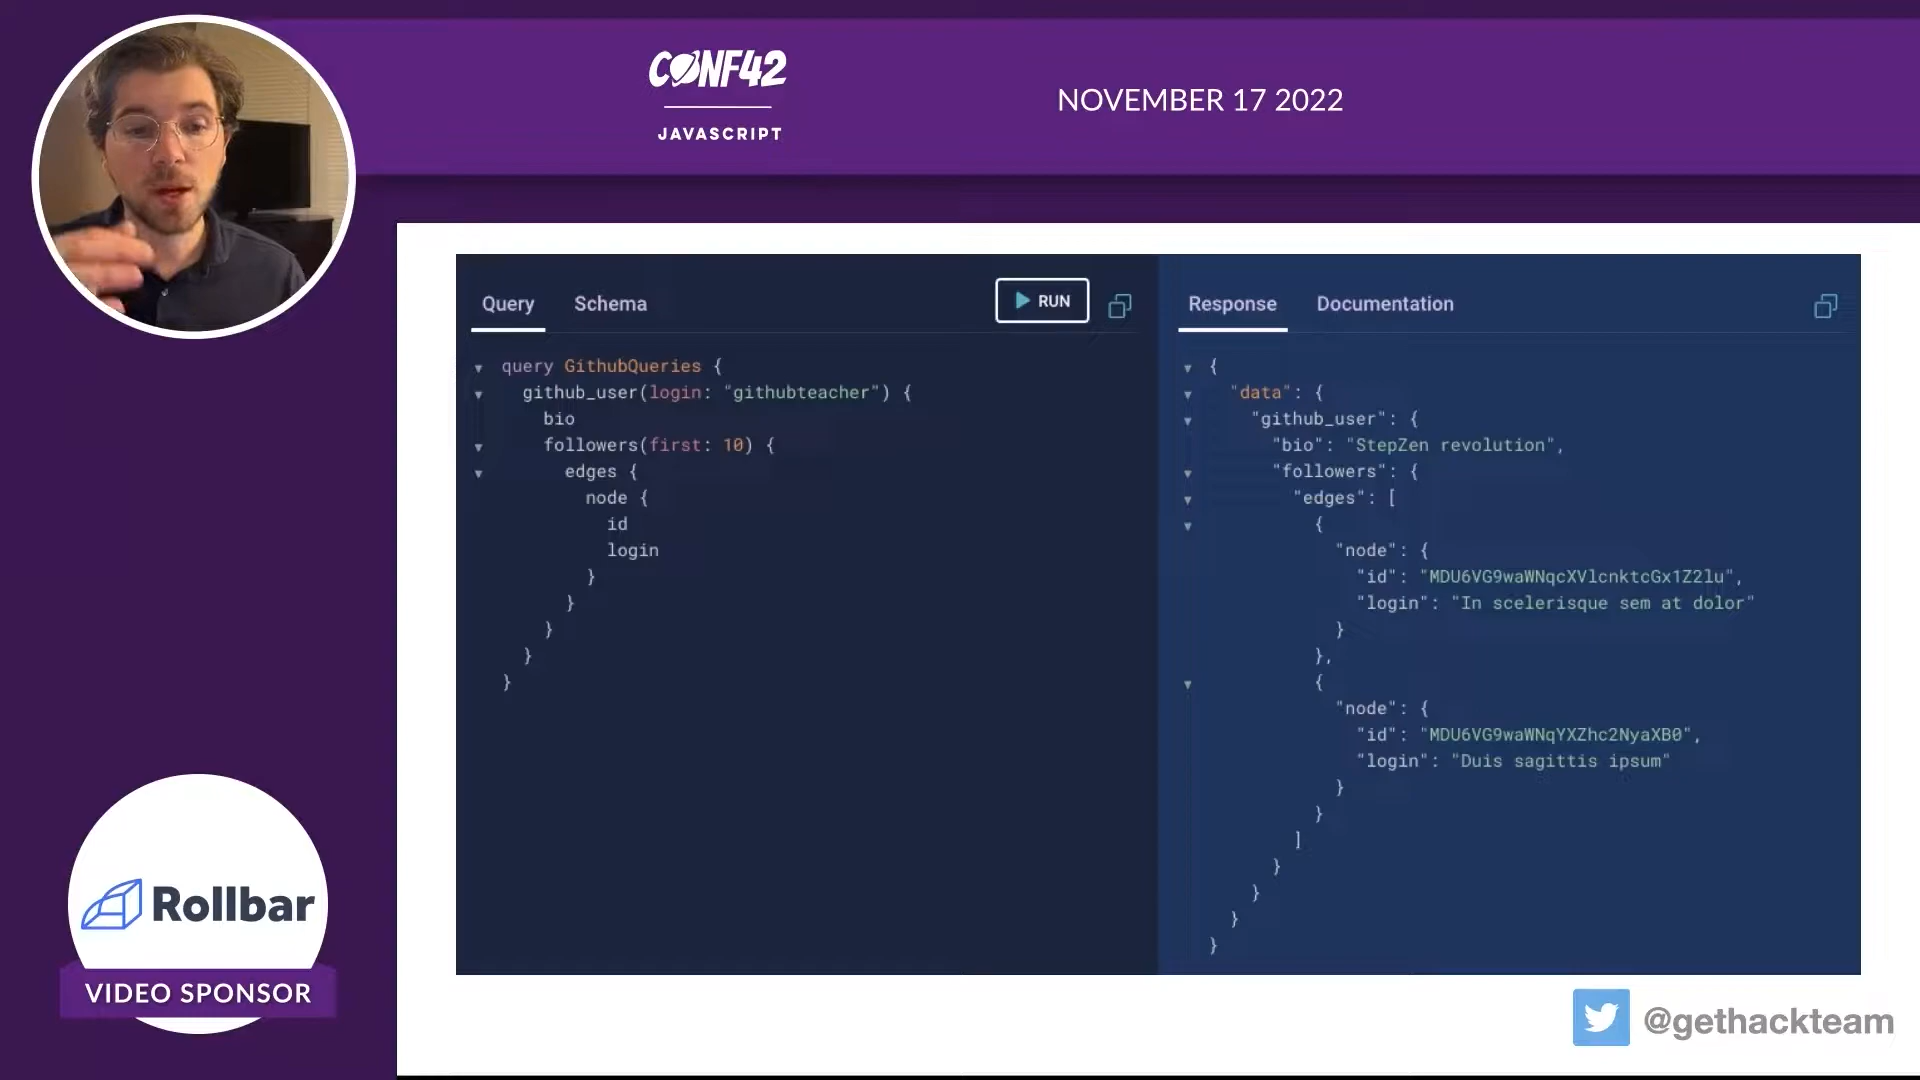 CONF42
JAVASCRIPT
NOVEMBER 17 2022
Query Schema RUN
query GithubQueries {
github_user(login: "githubteacher") {
bio
followers(first: 10) {
edges {
node {
id
login
}
}
}
}
}
Response Documentation
{
"data": {
"github_user": {
"bio": "StepZen revolution",
"followers": {
"edges": [
{
"node": {
"id": "MDU6VG9waWNqcXVlcnktcGx1Z2lu",
"login": "In scelerisque sem at dolor"
}
},
{
"node": {
"id": "MDU6VG9waWNqYXZhc2NyaXB0",
"login": "Duis sagittis ipsum"
}
}
]
}
}
}
}
Rollbar
VIDEO SPONSOR
@gethackteam